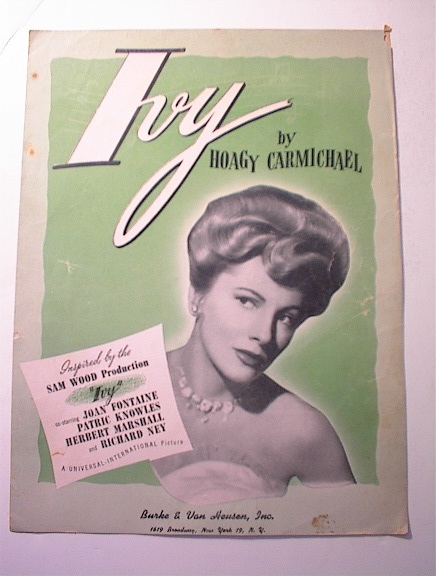 Ivy
by
HOAGY CARMICHAEL
Inspired by the
SAM WOOD Production
"Ivy"
co-starring JOAN FONTAINE
PATRIC KNOWLES
HERBERT MARSHALL
and RICHARD NEY
A UNIVERSAL-INTERNATIONAL Picture
Burke & Van Heusen, Inc.
1619 Broadway, New York 19, N. Y.